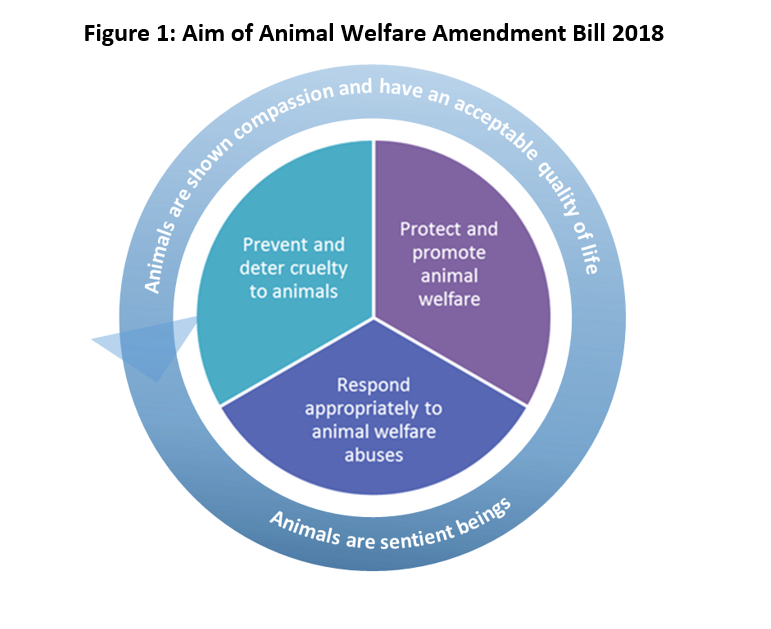 Figure 1: Aim of Animal Welfare Amendment Bill 2018
Animals are shown compassion and have an acceptable quality of life
Prevent and
deter cruelty
to animals
Protect and
promote
animal
welfare
Respond
appropriately to
animal welfare
abuses
Animals are sentient beings